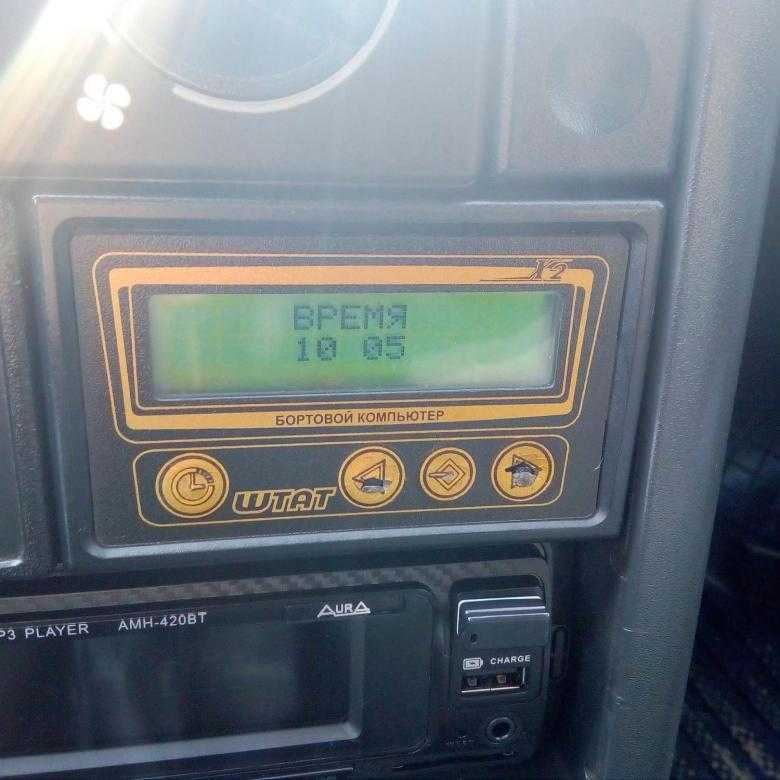 X2
ВРЕМЯ
10 05
БОРТОВОЙ КОМПЬЮТЕР
ШТАТ
P3 PLAYER AMH-420BT
AURA
CHARGE